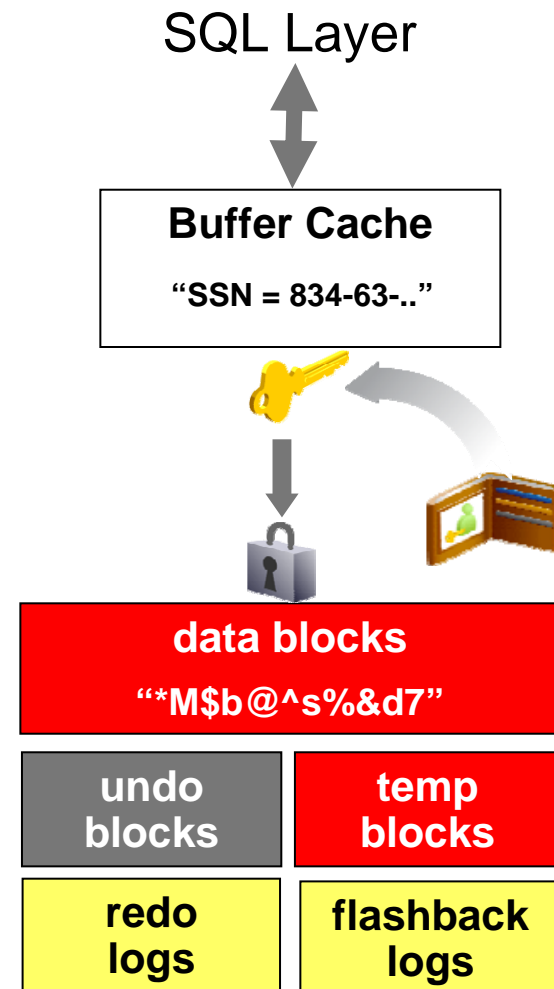 SQL Layer
Buffer Cache
“SSN = 834-63-..”
data blocks
“*M$b@^s%&d7”
undo
blocks
temp
blocks
redo
logs
flashback
logs